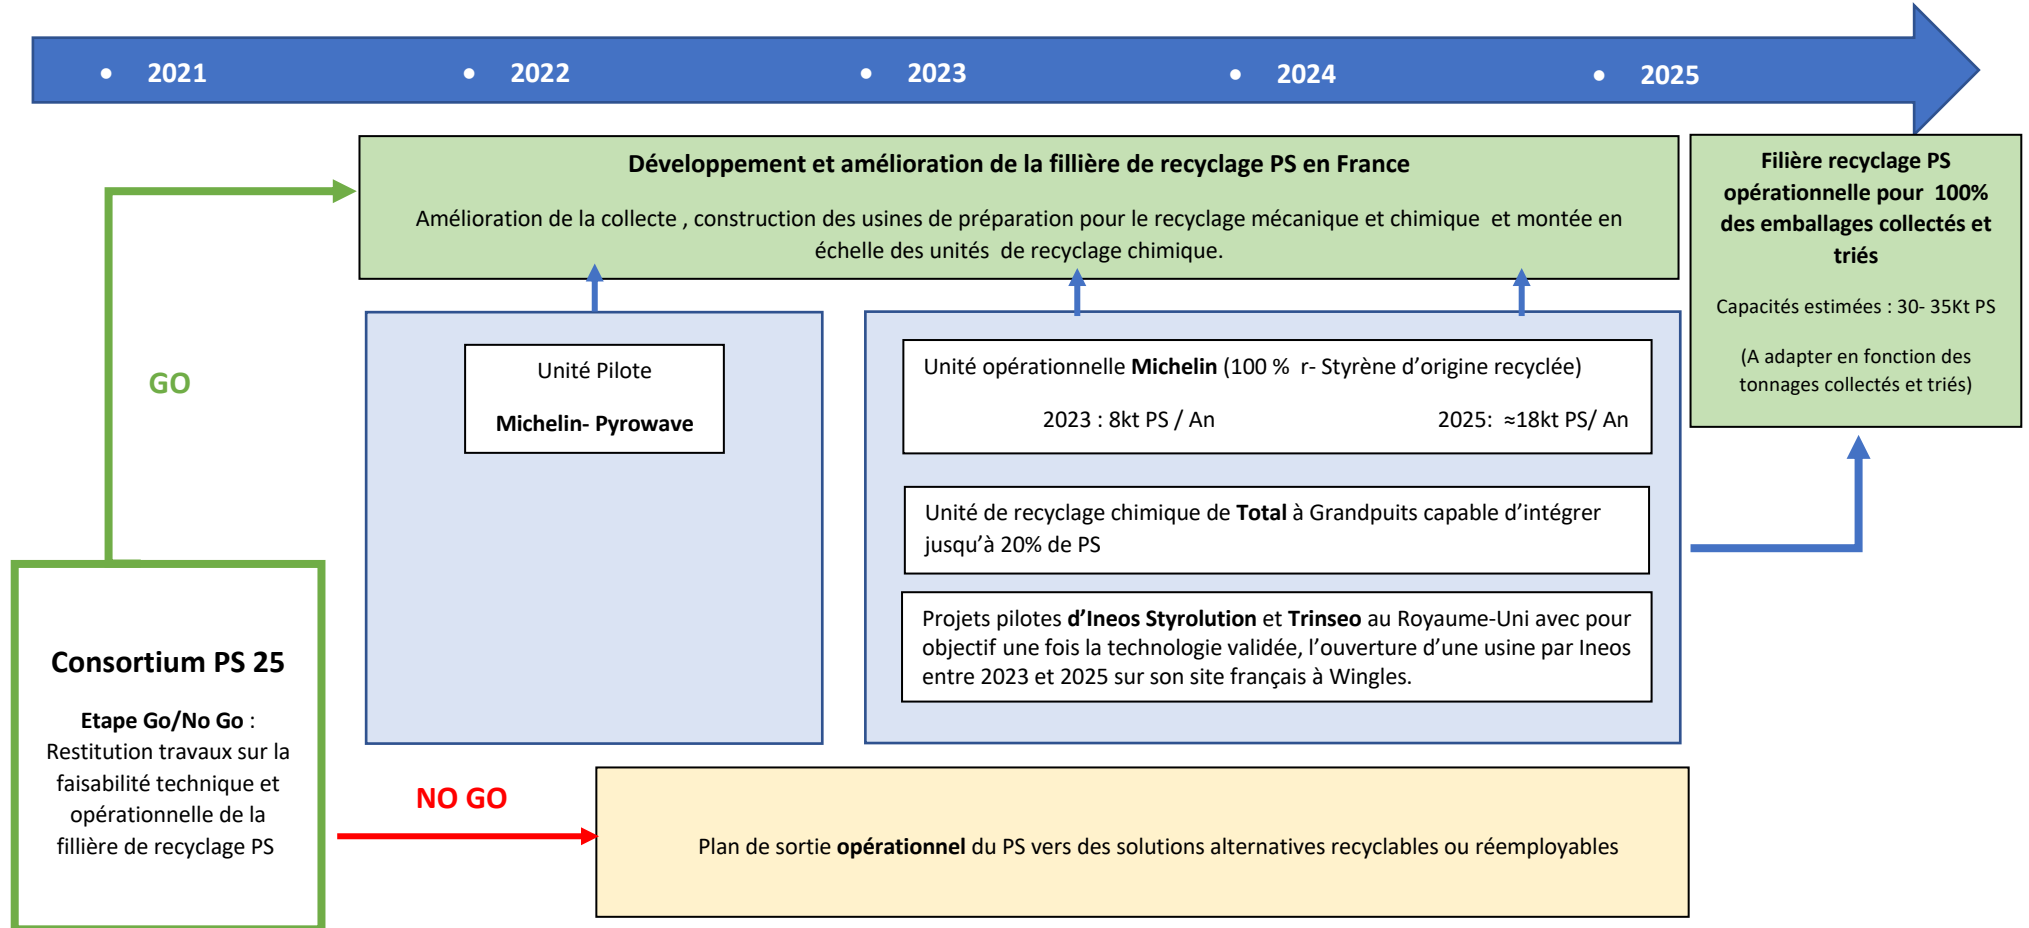 • 2021 • 2022 • 2023 • 2024 • 2025
Développement et amélioration de la fillière de recyclage PS en France
Amélioration de la collecte , construction des usines de préparation pour le recyclage mécanique et chimique et montée en
échelle des unités de recyclage chimique.
Filière recyclage PS
opérationnelle pour 100%
des emballages collectés et
triés
Capacités estimées : 30- 35Kt PS
(A adapter en fonction des
tonnages collectés et triés)
GO
Unité Pilote
Michelin- Pyrowave
Unité opérationnelle Michelin (100 % r- Styrène d’origine recyclée)
2023 : 8kt PS / An 2025: ≈18kt PS/ An
Unité de recyclage chimique de Total à Grandpuits capable d’intégrer
jusqu’à 20% de PS
Projets pilotes d’Ineos Styrolution et Trinseo au Royaume-Uni avec pour
objectif une fois la technologie validée, l’ouverture d’une usine par Ineos
entre 2023 et 2025 sur son site français à Wingles.
Consortium PS 25
Etape Go/No Go :
Restitution travaux sur la
faisabilité technique et
opérationnelle de la
fillière de recyclage PS
NO GO
Plan de sortie opérationnel du PS vers des solutions alternatives recyclables ou réemployables